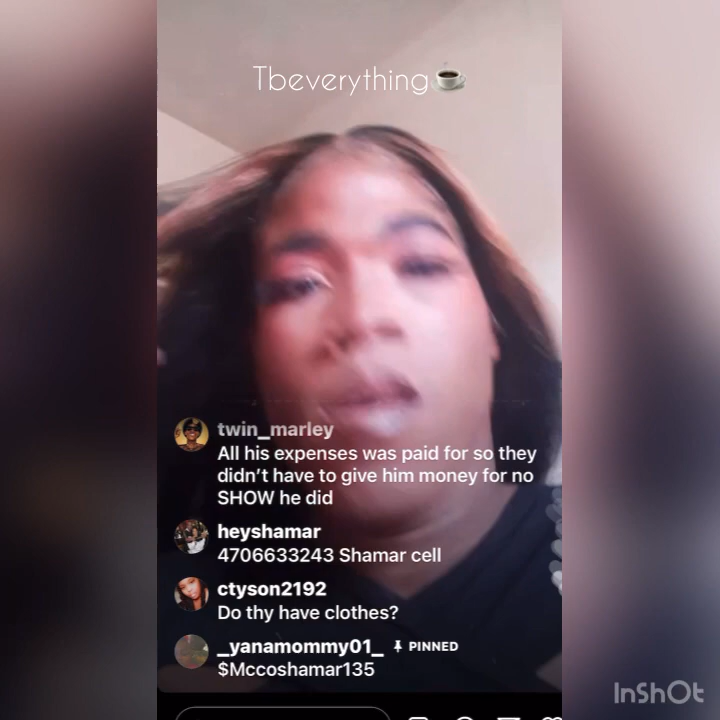 Tbeverything☕
twin_marley
All his expenses was paid for so they
didn't have to give him money for no
SHOW he did
heyshamar
4706633243 Shamar cell
ctyson2192
Do thy have clothes?
_yanamommy01_ PINNED
$Mccoshamar135
InShOt